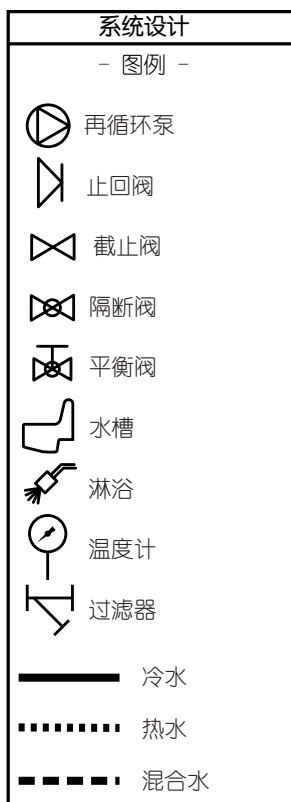 系统设计
- 图例 -
再循环泵
止回阀
截止阀
隔断阀
平衡阀
水槽
淋浴
温度计
过滤器
冷水
热水
混合水